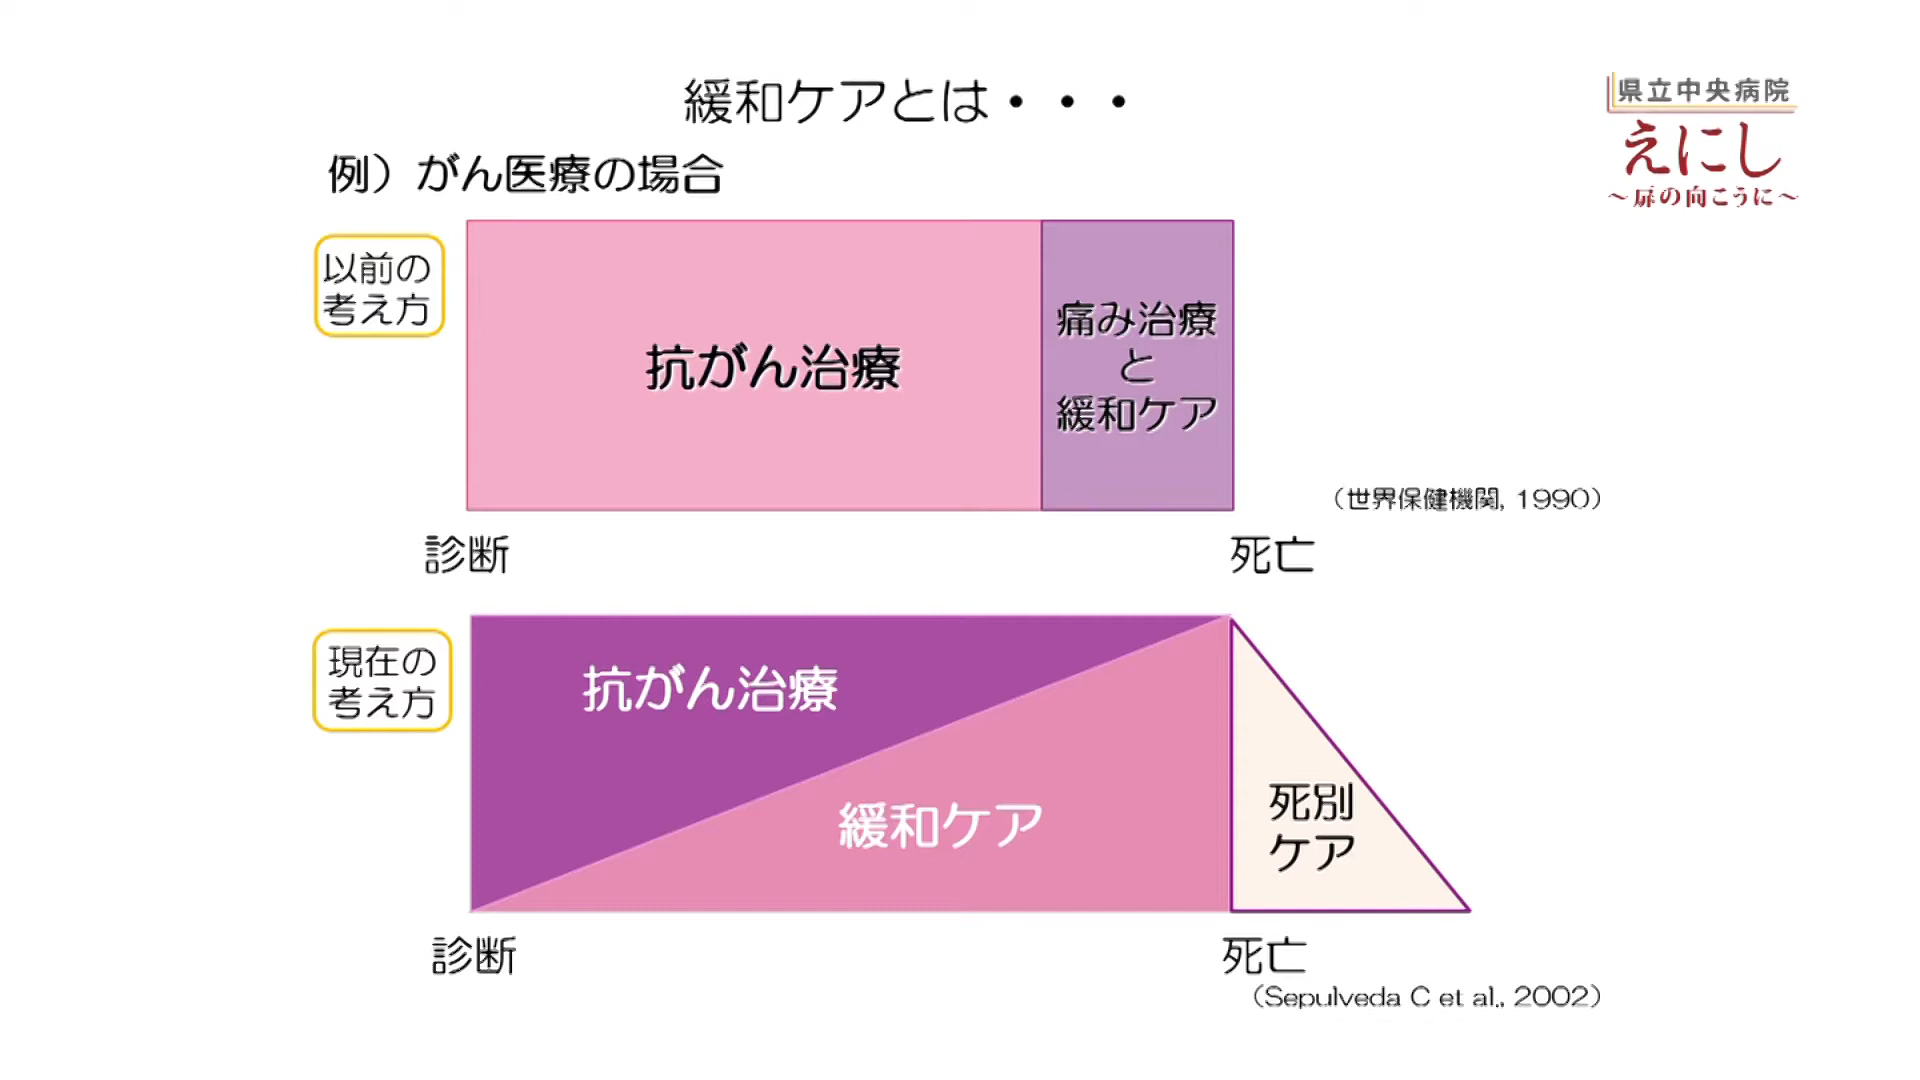 緩和ケアとは・・・
県立中央病院
えにし
～扉の向こうに～
例）がん医療の場合
以前の
考え方
抗がん治療
痛み治療
と
緩和ケア
（世界保健機関, 1990）
診断
死亡
現在の
考え方
抗がん治療
緩和ケア
死別
ケア
診断
死亡
（Sepulveda C et al., 2002）